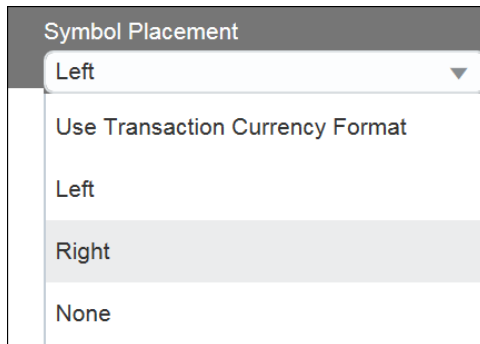 Symbol Placement
Left
Use Transaction Currency Format
Left
Right
None